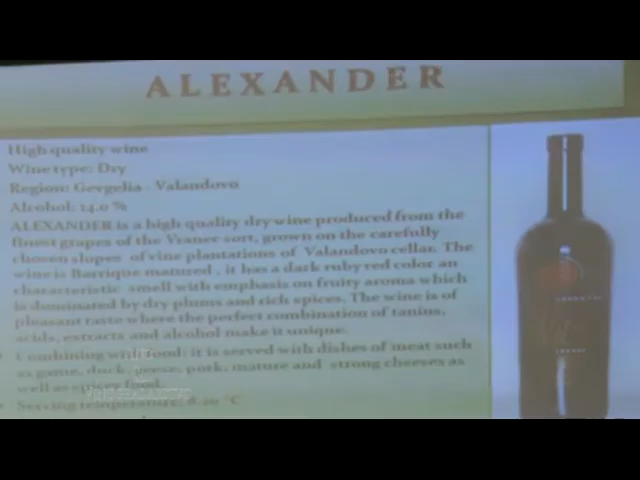 ALEXANDER
High quality wine
Wine type: Dry
Region: Gevgelia - Valandovo
Alcohol: 14.0 %
ALEXANDER is a high quality dry wine produced from the
finest grapes of the Vranec sort, grown on the carefully
chosen slopes of vine plantations of Valandovo cellar. The
wine is Barrique matured , it has a dark ruby red color an
characteristic smell with emphasis on fruity aroma which
is dominated by dry plums and rich spices. The wine is of
pleasant taste where the perfect combination of tanins,
acids, extracts and alcohol make it unique.
Combining with food: it is served with dishes of meat such
as game, duck, geese, pork, mature and strong cheeses as
well as spicey food.
Serving temperature: